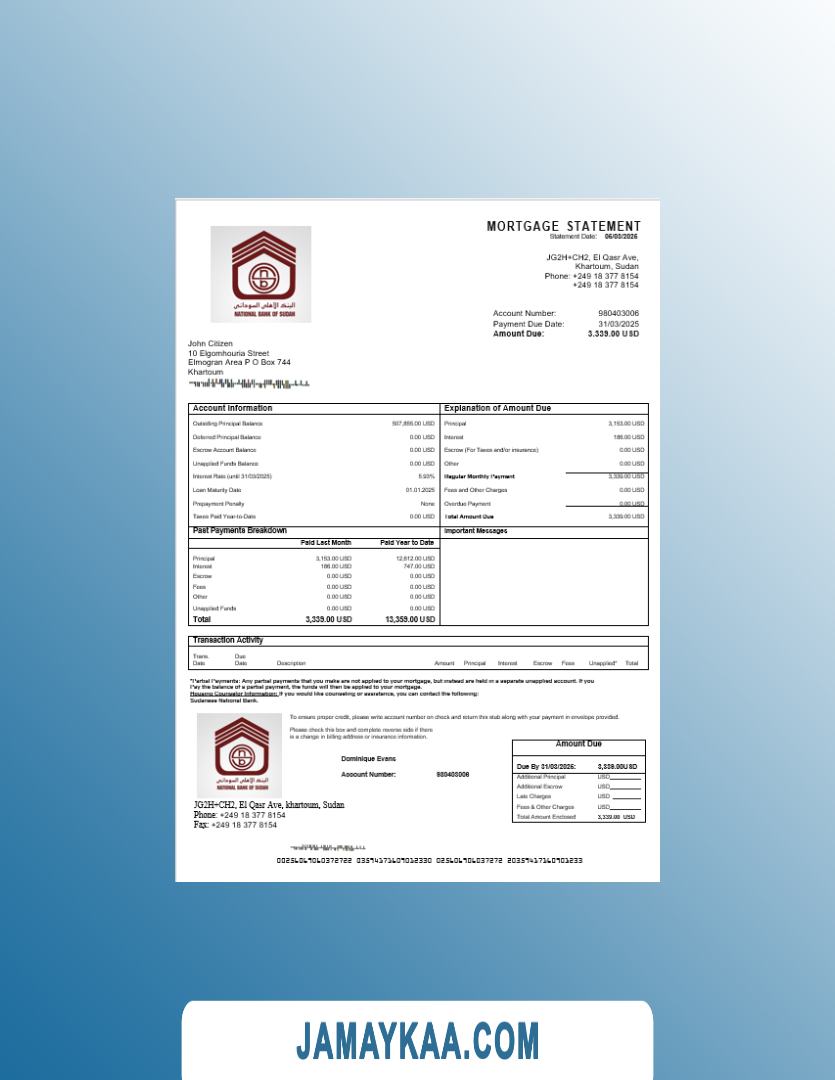 MORTGAGE STATEMENT
Statement Date: 06/03/2026
JG2H+CH2, El Qasr Ave,
Khartoum, Sudan
Phone: +249 18 377 8154
+249 18 377 8154
البنك الأهلي السوداني
NATIONAL BANK OF SUDAN
Account Number: 980403006
Payment Due Date: 31/03/2025
Amount Due: 3,339.00 USD
John Citizen
10 Elgomhouria Street
Elmogran Area P O Box 744
Khartoum
Account Information
Outstiing Principal Balance 507,855.00 USD
Deferred Principal Balance 0.00 USD
Escrow Account Balance 0.00 USD
Unapplied Funds Balance 0.00 USD
Interest Rate (until 31/03/2025) 5.93%
Loan Maturity Date 01.01.2025
Prepayment Penalty None
Taxes Paid Year-to-Date 0.00 USD
Explanation of Amount Due
Principal 3,153.00 USD
Interest 186.00 USD
Escrow (For Taxes and/or insurance) 0.00 USD
Other 0.00 USD
Regular Monthly Payment 3,339.00 USD
Fees and Other Charges 0.00 USD
Overdue Payment 0.00 USD
Total Amount Due 3,339.00 USD
Past Payments Breakdown
Paid Last Month Paid Year to Date
Principal 3,153.00 USD 12,612.00 USD
Interest 186.00 USD 747.00 USD
Escrow 0.00 USD 0.00 USD
Fees 0.00 USD 0.00 USD
Other 0.00 USD 0.00 USD
Unapplied Funds 0.00 USD 0.00 USD
Total 3,339.00 USD 13,359.00 USD
Important Messages
Transaction Activity
Trans. Date Due Date Description Amount Principal Interest Escrow Fees Unapplied* Total
*Partial Payments: Any partial payments that you make are not applied to your mortgage, but instead are held in a separate unapplied account. If you
Pay the balance of a partial payment, the funds will then be applied to your mortgage.
Housing Counselor Information: If you would like counseling or assistance, you can contact the following:
Sudanese National Bank.
To ensure proper credit, please write account number on check and return this stub along with your payment in envelope provided.
Please check this box and complete reverse side if there
is a change in billing address or insurance information.
البنك الأهلي السوداني
NATIONAL BANK OF SUDAN
Dominique Evans
Account Number: 980403006
Amount Due
Due By 31/03/2025: 3,339.00USD
Additional Principal USD
Additional Escrow USD
Late Charges USD
Fees & Other Charges USD
Total Amount Enclosed 3,339.00 USD
JG2H+CH2, El Qasr Ave, khartoum, Sudan
Phone: +249 18 377 8154
Fax: +249 18 377 8154
JAMAYKAA.COM